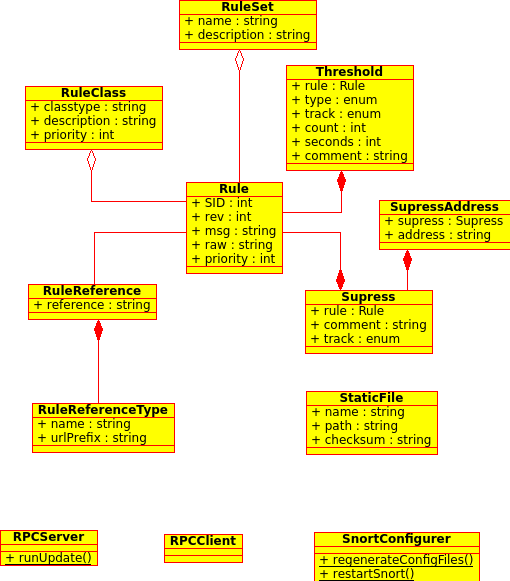 RuleSet
+ name : string
+ description : string
RuleClass
+ classtype : string
+ description : string
+ priority : int
Threshold
+ rule : Rule
+ type : enum
+ track : enum
+ count : int
+ seconds : int
+ comment : string
Rule
+ SID : int
+ rev : int
+ msg : string
+ raw : string
+ priority : int
SupressAddress
+ supress : Supress
+ address : string
RuleReference
+ reference : string
Supress
+ rule : Rule
+ comment : string
+ track : enum
RuleReferenceType
+ name : string
+ urlPrefix : string
StaticFile
+ name : string
+ path : string
+ checksum : string
RPCServer
+ runUpdate()
RPCClient
SnortConfigurer
+ regenerateConfigFiles()
+ restartSnort()